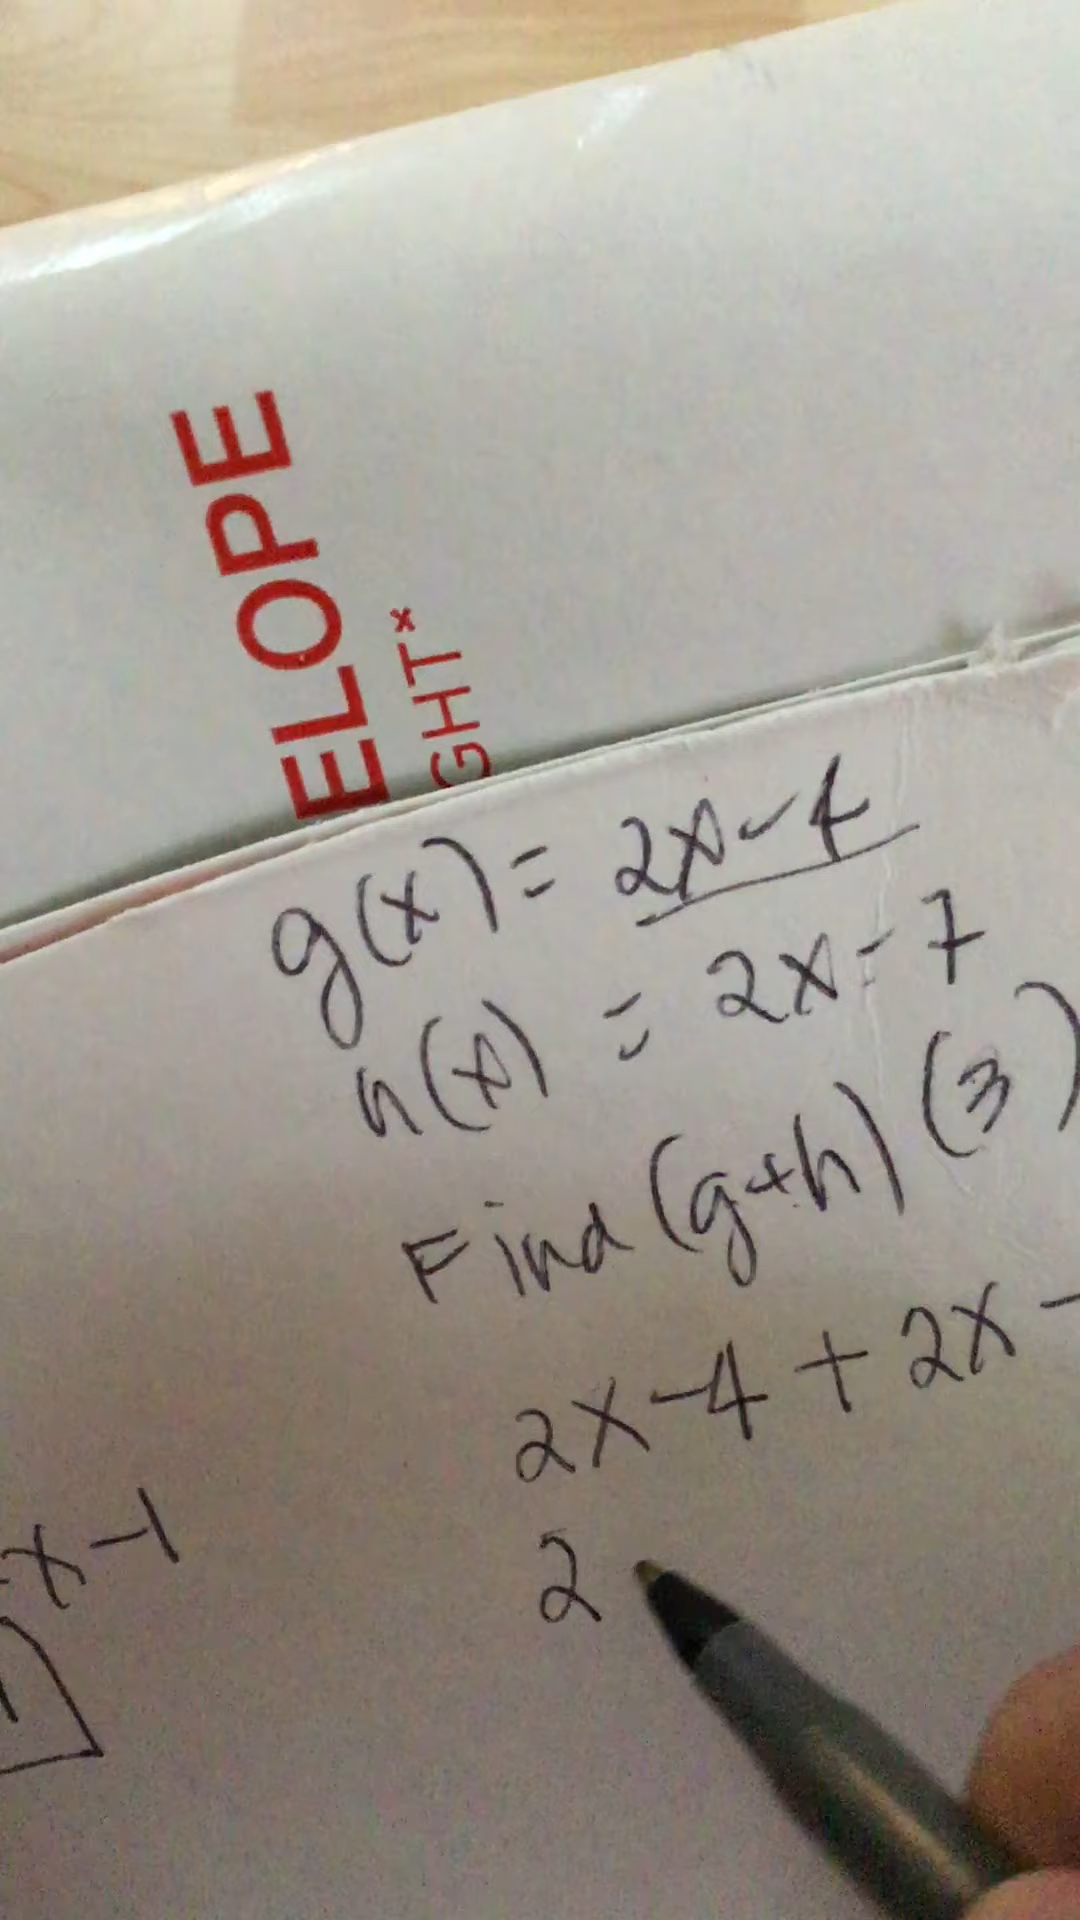 ELOPE
GHT*
g(x) = 2x-4
h(x) = 2x-7
Find (g+h) (3)
2x-4 + 2x-
2
x-1